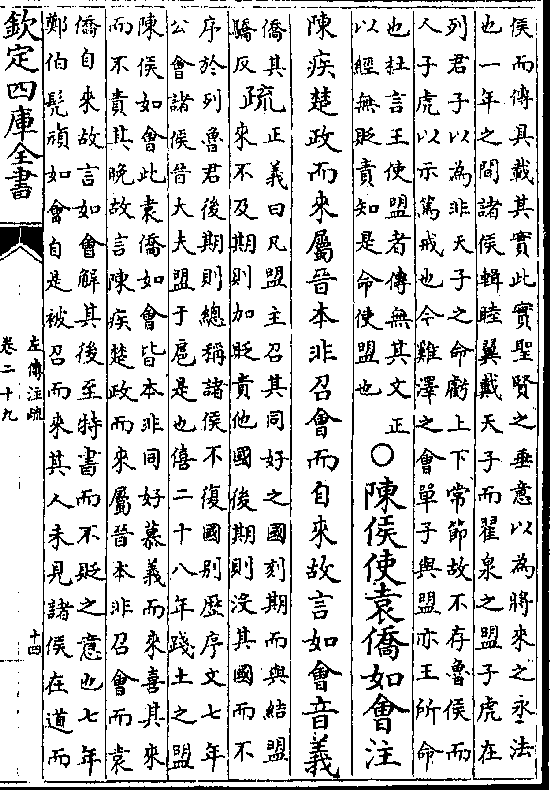 侯而傳具載其實此實聖賢之垂意以為將來之永法
也一年之間諸侯輯睦翼戴天子而翟泉之盟子虎在
列君子以為非天子之命虧上下常節故不存魯侯而
人子虎以示篤戒也今雞澤之會單子與盟亦王所命
也杜言王使盟者傳無其文正
以經無貶責知是命使盟也
○陳侯使袁僑如會注
陳疾楚政而來屬晉本非召會而自來故言如會音義
僑其
驕反
疏
正義曰凡盟主召其同好之國刻期而與結盟
來不及期則加貶責他國後期則沒其國而不
序於列魯君後期則總稱諸侯不復國別歷序文七年
公會諸侯晉大夫盟于扈是也僖二十八年踐土之盟
陳侯如會此袁僑如會皆本非同好慕義而來喜其來
而不責其晚故言陳疾楚政而來屬晉本非召會而袁
僑自來故言如會解其後至特書而不貶之意也七年
鄭伯髠頑如會自是被召而來其人未見諸侯在道而
欽定四庫全書
左傳注疏
卷二十九
十四